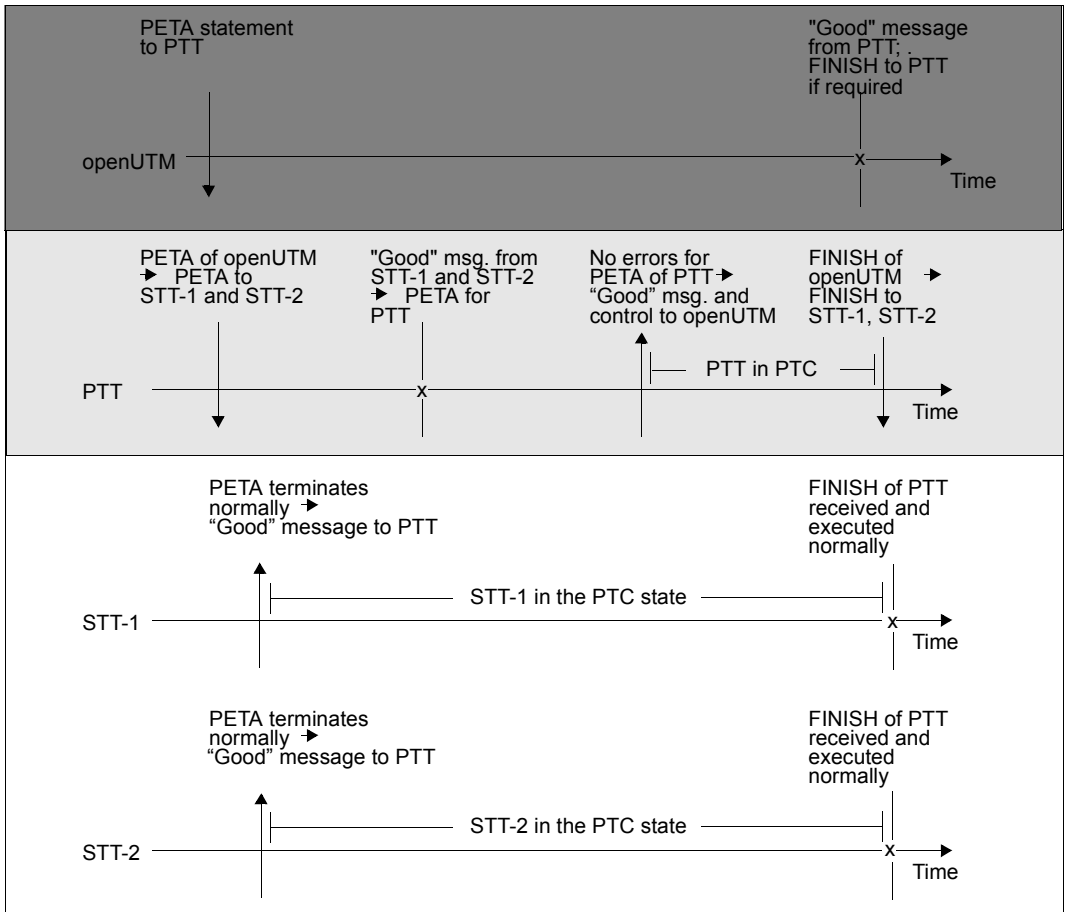 PETA statement
to PTT
"Good" message
from PTT; .
FINISH to PTT
if required
openUTM
x
Time
PETA of openUTM
PETA to
STT-1 and STT-2
"Good" msg. from
STT-1 and STT-2
PETA for
PTT
No errors for
PETA of PTT
“Good” msg. and
control to openUTM
FINISH of
openUTM
FINISH to
STT-1, STT-2
PTT in PTC
PTT
x
Time
PETA terminates
normally
“Good” message to PTT
FINISH of PTT
received and
executed
normally
STT-1 in the PTC state
STT-1
x
Time
PETA terminates
normally
“Good” message to PTT
FINISH of PTT
received and
executed
normally
STT-2 in the PTC state
STT-2
x
Time